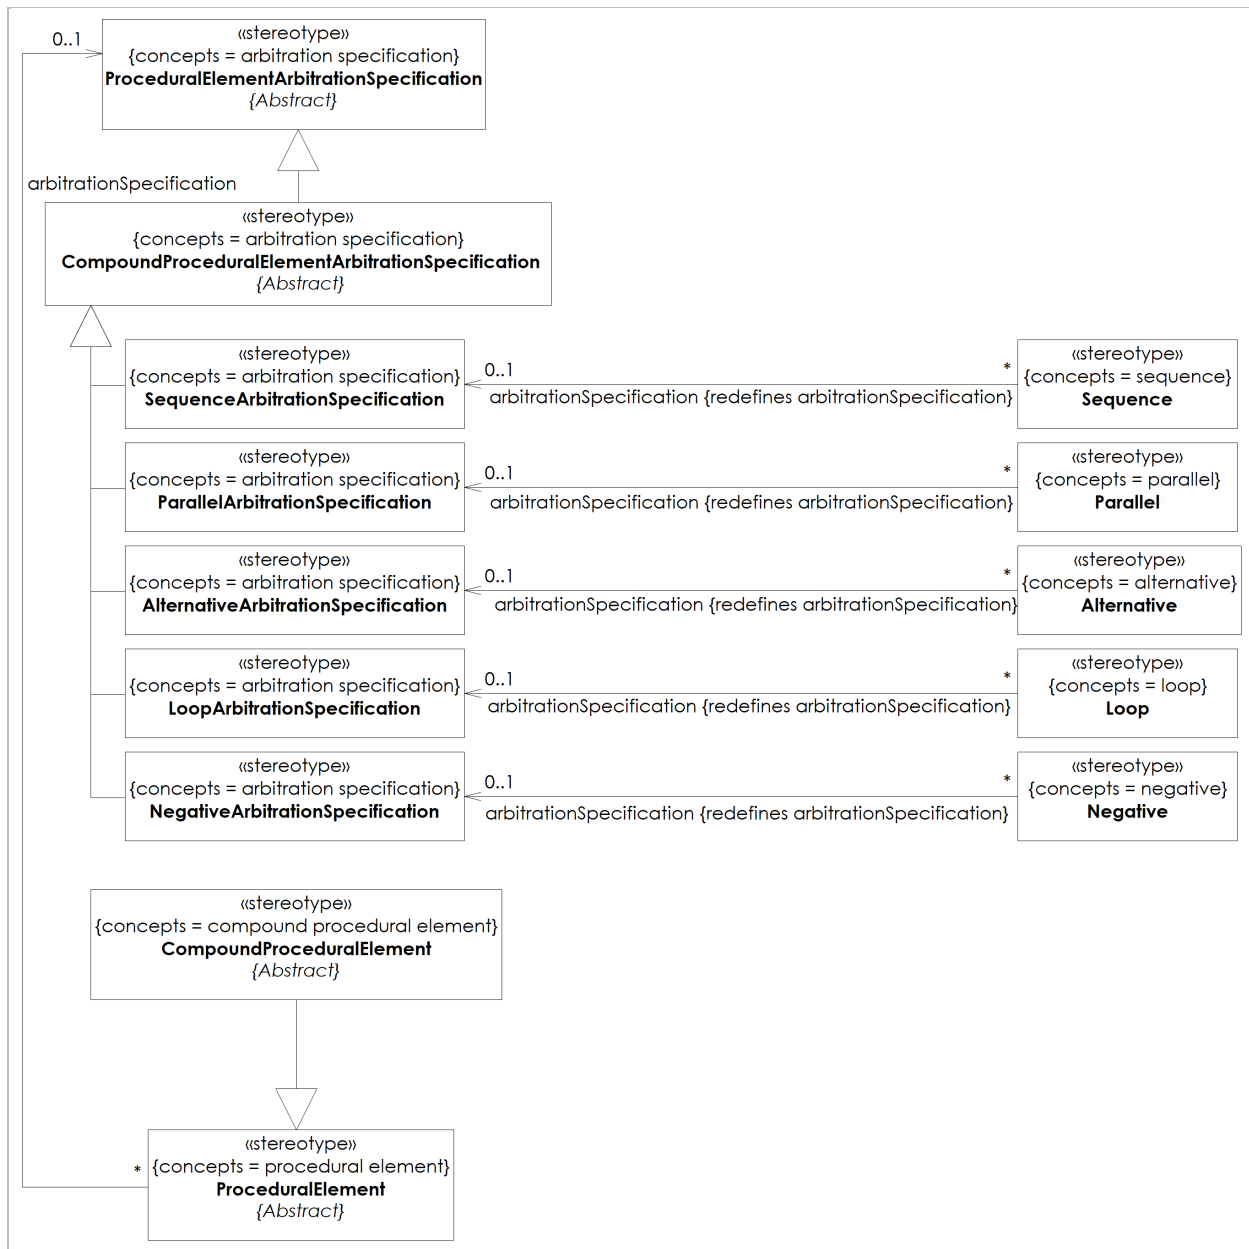 0..1
«stereotype»
{concepts = arbitration specification}
ProceduralElementArbitrationSpecification
{Abstract}
arbitrationSpecification
«stereotype»
{concepts = arbitration specification}
CompoundProceduralElementArbitrationSpecification
{Abstract}
«stereotype»
{concepts = arbitration specification}
SequenceArbitrationSpecification
0..1
*
arbitrationSpecification {redefines arbitrationSpecification}
«stereotype»
{concepts = sequence}
Sequence
«stereotype»
{concepts = arbitration specification}
ParallelArbitrationSpecification
0..1
*
arbitrationSpecification {redefines arbitrationSpecification}
«stereotype»
{concepts = parallel}
Parallel
«stereotype»
{concepts = arbitration specification}
AlternativeArbitrationSpecification
0..1
*
arbitrationSpecification {redefines arbitrationSpecification}
«stereotype»
{concepts = alternative}
Alternative
«stereotype»
{concepts = arbitration specification}
LoopArbitrationSpecification
0..1
*
arbitrationSpecification {redefines arbitrationSpecification}
«stereotype»
{concepts = loop}
Loop
«stereotype»
{concepts = arbitration specification}
NegativeArbitrationSpecification
0..1
*
arbitrationSpecification {redefines arbitrationSpecification}
«stereotype»
{concepts = negative}
Negative
«stereotype»
{concepts = compound procedural element}
CompoundProceduralElement
{Abstract}
*
«stereotype»
{concepts = procedural element}
ProceduralElement
{Abstract}